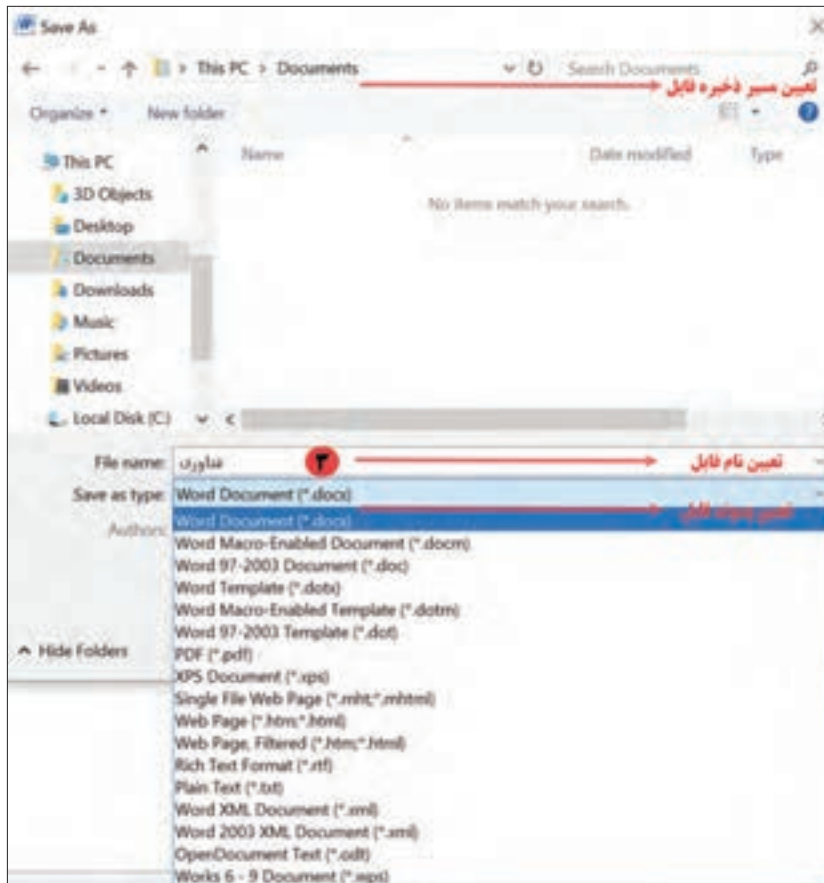 Save As
This PC > Documents
Search Documents
تعیین مسیر ذخیره فایل
Organize
New folder
This PC
3D Objects
Desktop
Documents
Downloads
Music
Pictures
Videos
Local Disk (C:)
Name
Date modified
Type
No items match your search.
File name: فناوری
۳
تعیین نام فایل
Save as type: Word Document (*.docx)
تعیین پسوند فایل
Authors:
Word Document (*.docx)
Word Macro-Enabled Document (*.docm)
Word 97-2003 Document (*.doc)
Word Template (*.dotx)
Word Macro-Enabled Template (*.dotm)
Word 97-2003 Template (*.dot)
Hide Folders
PDF (*.pdf)
XPS Document (*.xps)
Single File Web Page (*.mht;*.mhtml)
Web Page (*.htm;*.html)
Web Page, Filtered (*.htm;*.html)
Rich Text Format (*.rtf)
Plain Text (*.txt)
Word XML Document (*.xml)
Word 2003 XML Document (*.xml)
OpenDocument Text (*.odt)
Works 6 - 9 Document (*.wps)